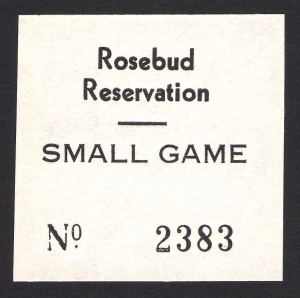 Rosebud
Reservation
SMALL GAME
Nº 2383